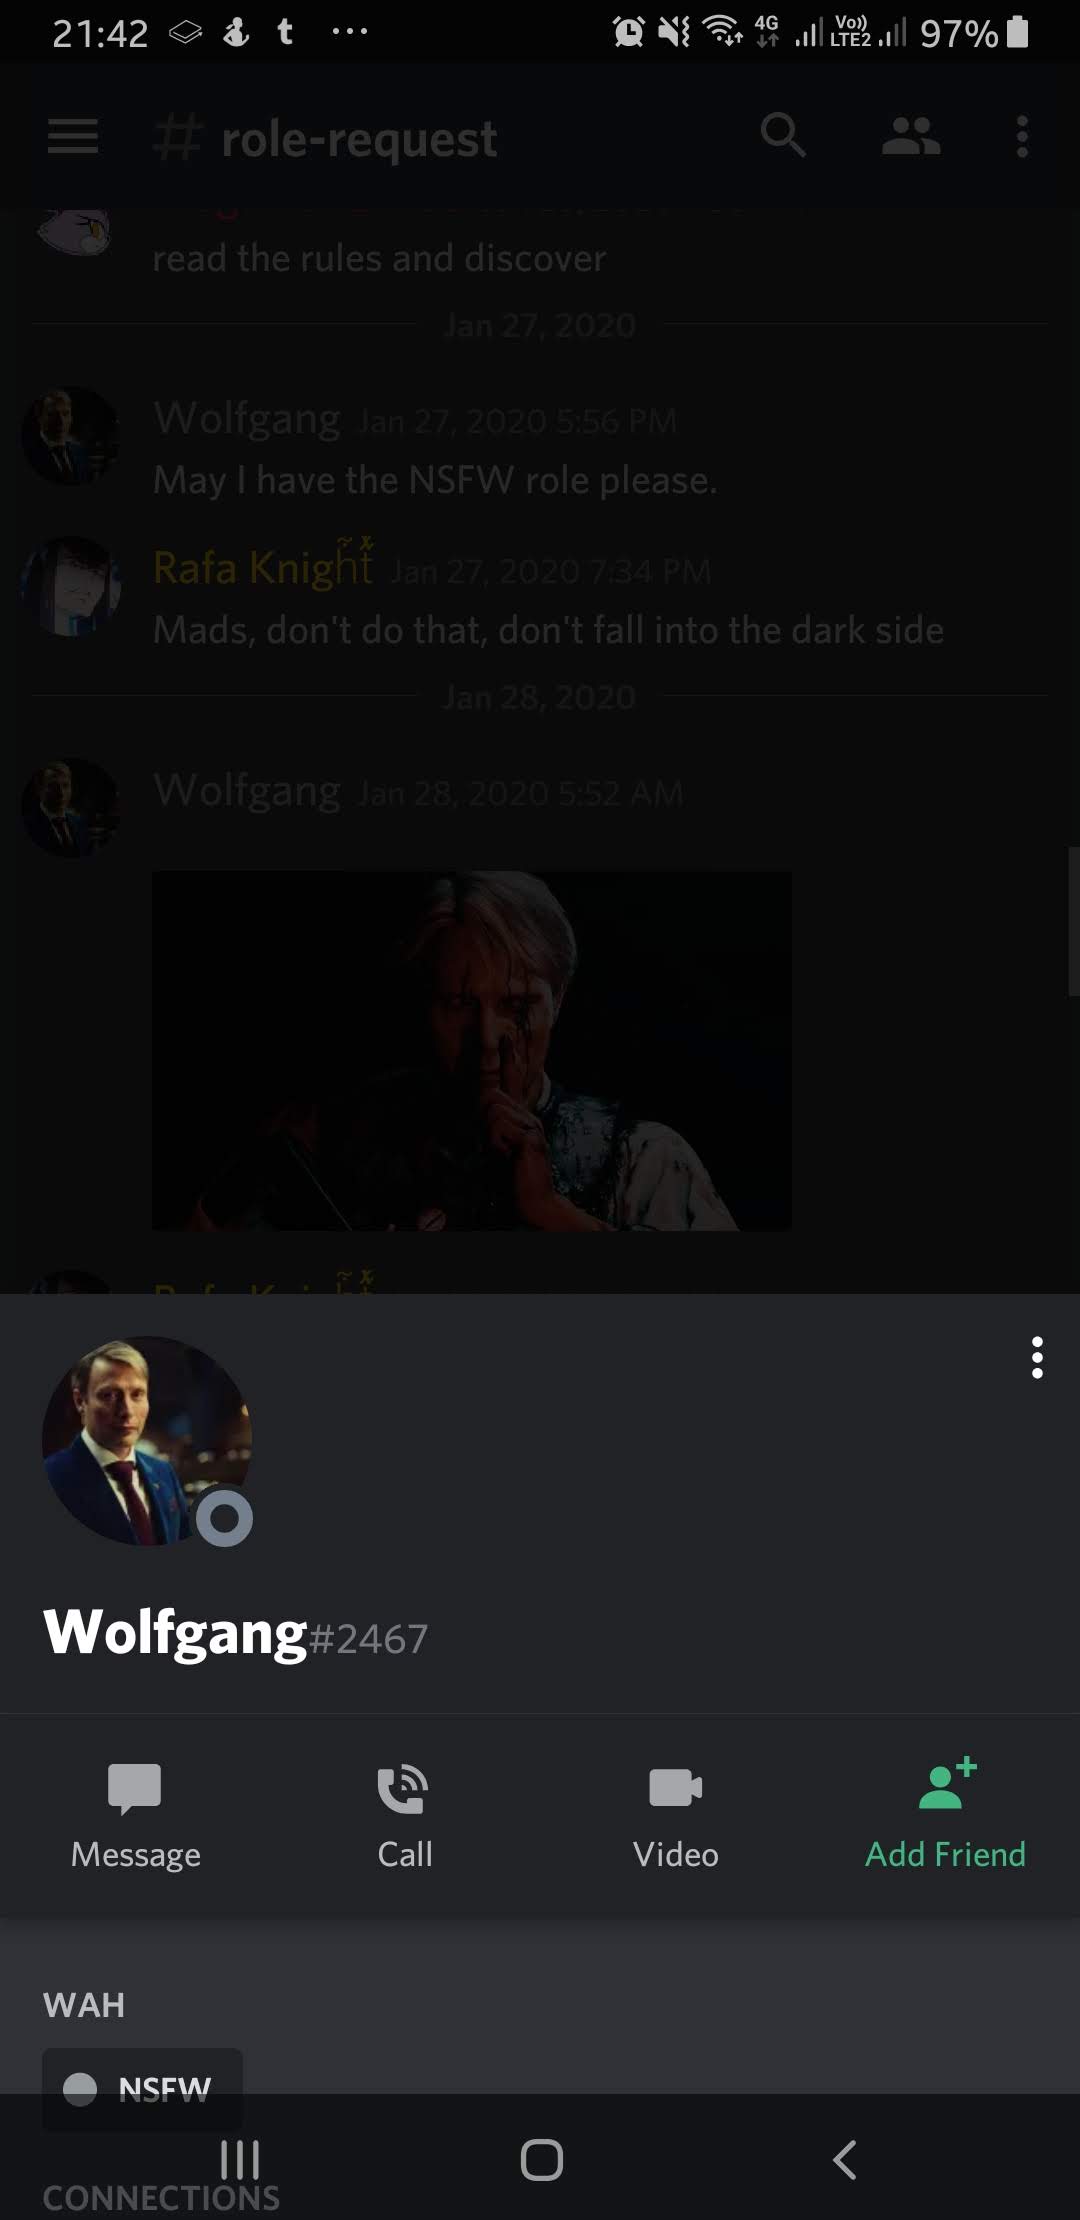 21:42 t ... 4G Vo)) LTE2 97%
# role-request
read the rules and discover
Jan 27, 2020
Wolfgang Jan 27, 2020 5:56 PM
May I have the NSFW role please.
Rafa Knigh̃t̽ Jan 27, 2020 7:34 PM
Mads, don't do that, don't fall into the dark side
Jan 28, 2020
Wolfgang Jan 28, 2020 5:52 AM
Wolfgang#2467
Message Call Video Add Friend
WAH
NSFW
CONNECTIONS